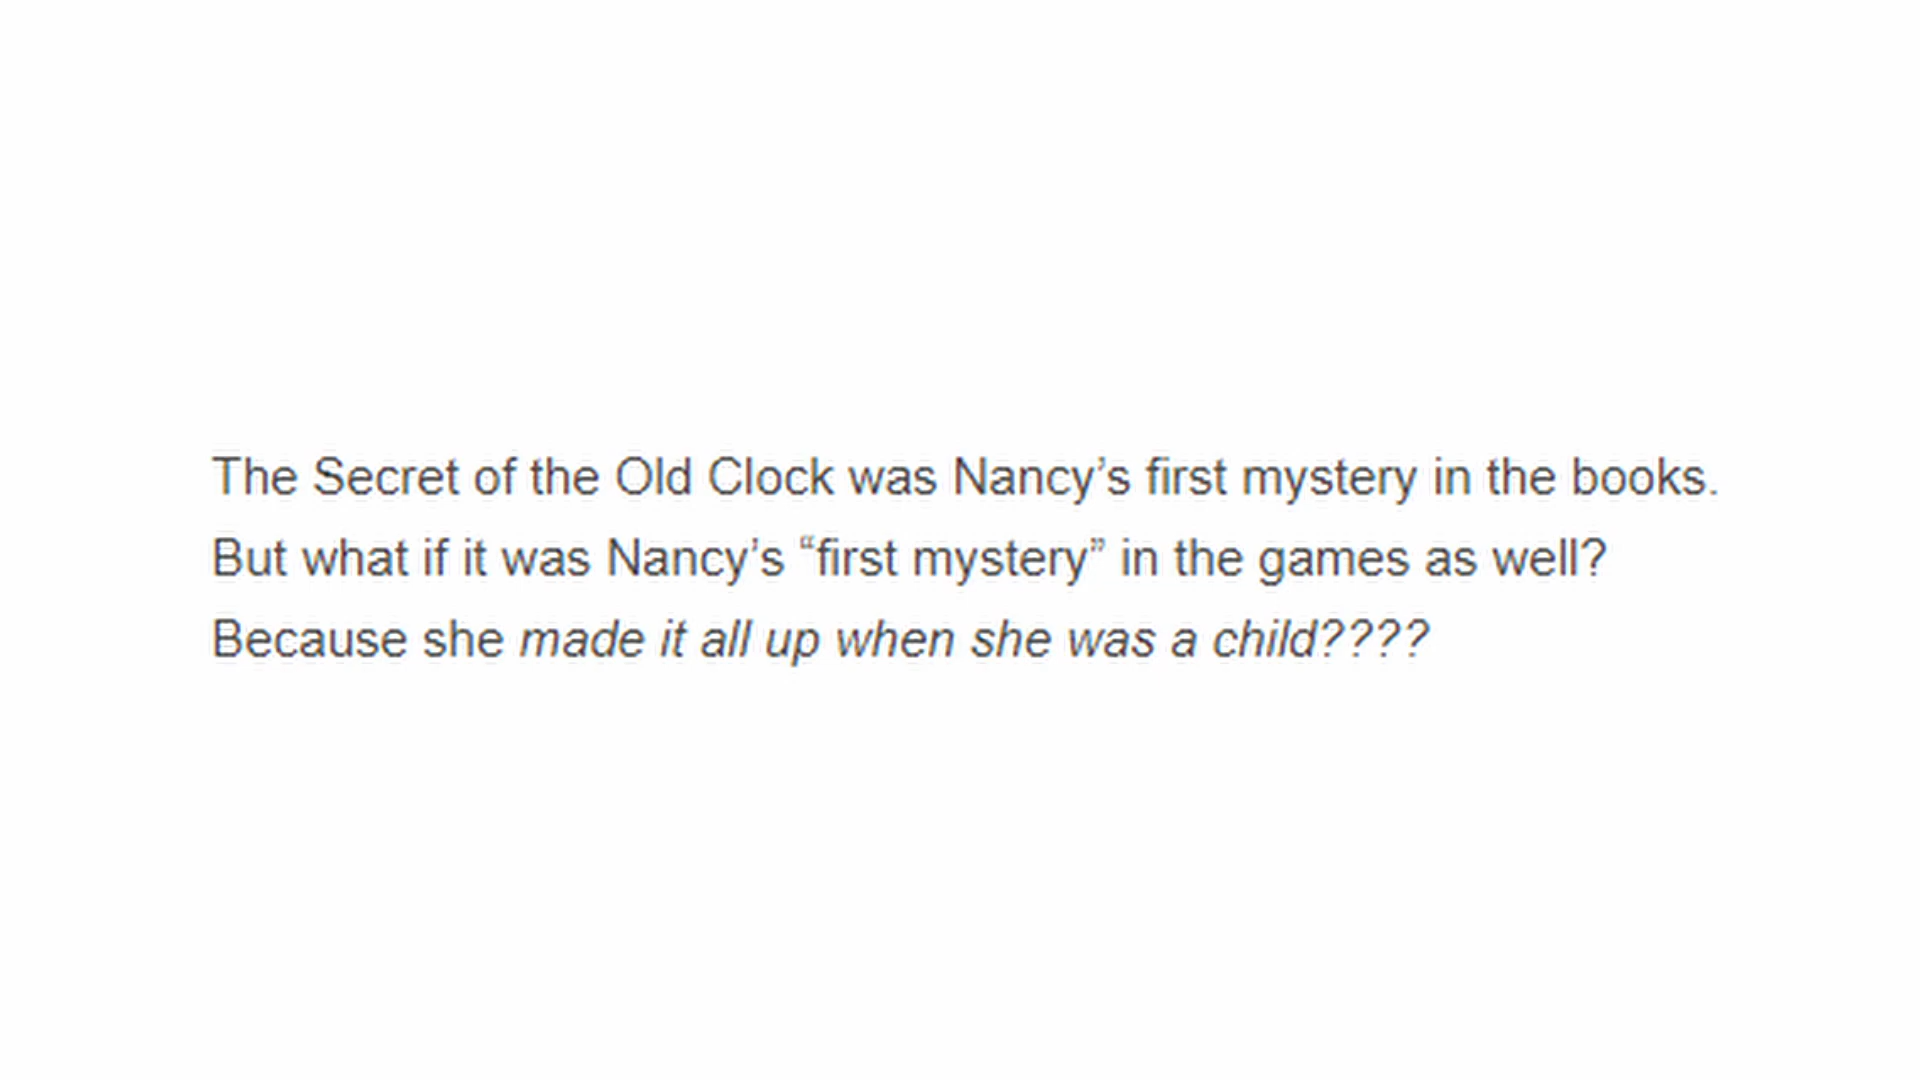 The Secret of the Old Clock was Nancy’s first mystery in the books.
But what if it was Nancy’s “first mystery” in the games as well?
Because she made it all up when she was a child????